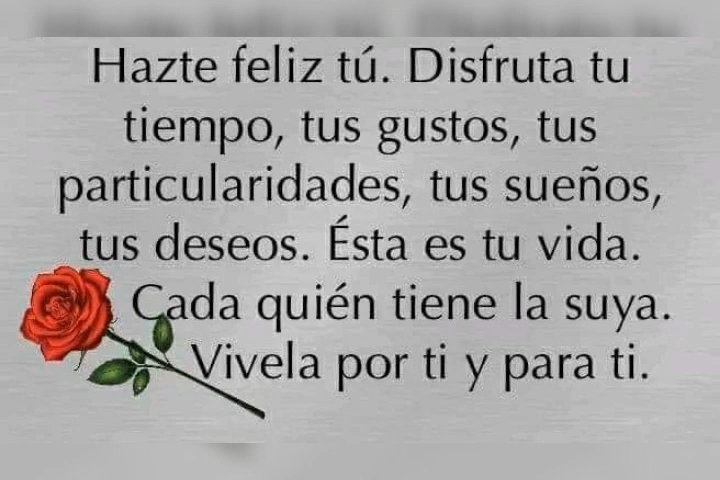 Hazte feliz tú. Disfruta tu
tiempo, tus gustos, tus
particularidades, tus sueños,
tus deseos. Ésta es tu vida.
Cada quién tiene la suya.
Vivela por ti y para ti.